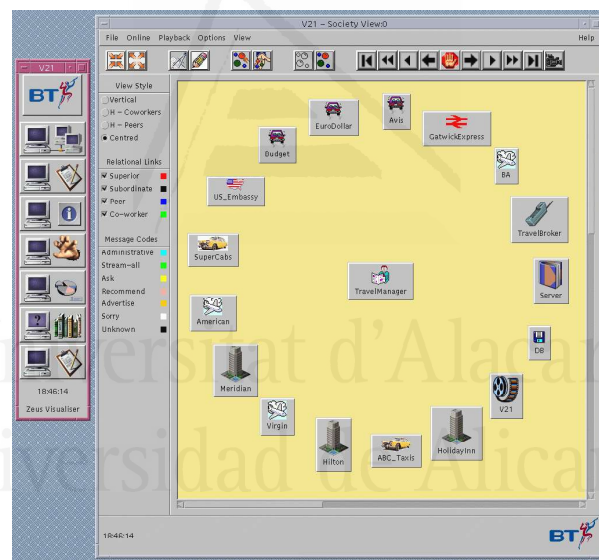 V21 - Society View:0
File Online Playback Options View Help
V21
BT
18:46:14
Zeus Visualiser
View Style
Vertical
H - Coworkers
H - Peers
Centred
Relational Links
Superior
Subordinate
Peer
Co-worker
Message Codes
Administrative
Stream-all
Ask
Recommend
Advertise
Sorry
Unknown
Avis
EuroDollar
GatwickExpress
Budget
BA
US_Embassy
TravelBroker
SuperCabs
TravelManager
Server
American
DB
Meridian
V21
Virgin
Hilton
ABC_Taxis
HolidayInn
18:46:14
BT
Universitat d'Alacant
Universidad de Alicante